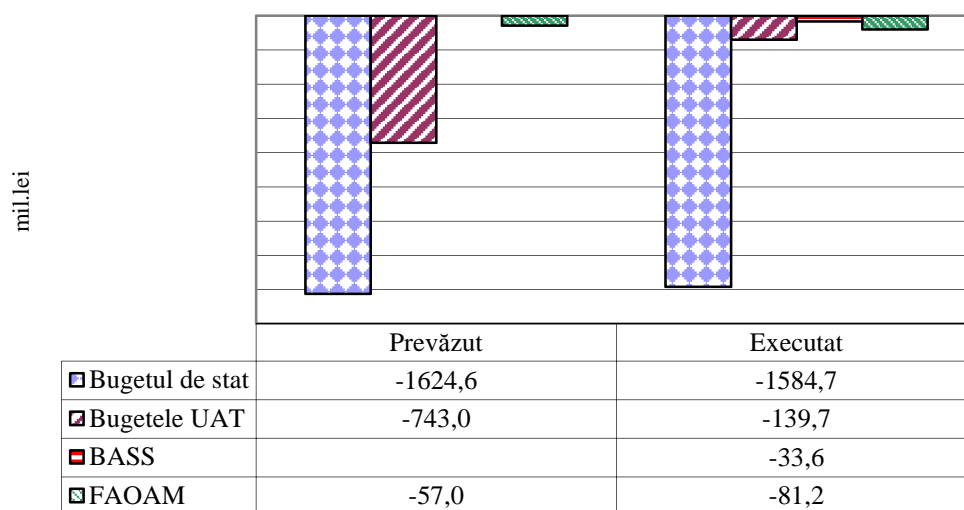 mil.lei
Prevăzut Executat
Bugetul de stat -1624,6 -1584,7
Bugetele UAT -743,0 -139,7
BASS -33,6
FAOAM -57,0 -81,2